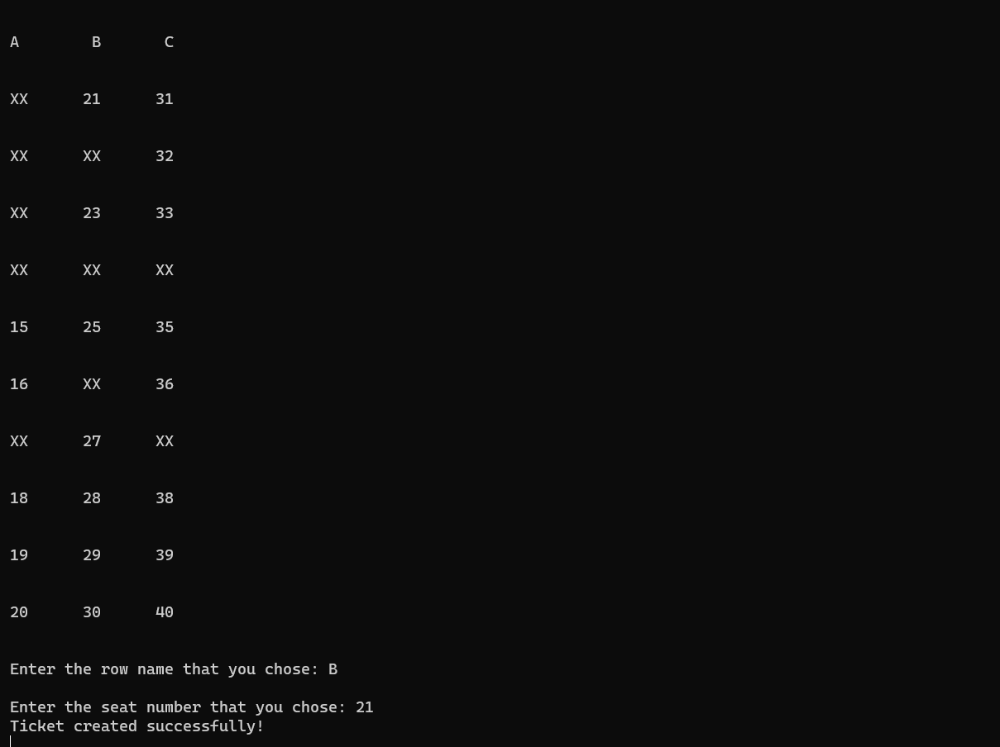 A        B       C
XX      21      31
XX      XX      32
XX      23      33
XX      XX      XX
15      25      35
16      XX      36
XX      27      XX
18      28      38
19      29      39
20      30      40
Enter the row name that you chose: B
Enter the seat number that you chose: 21
Ticket created successfully!